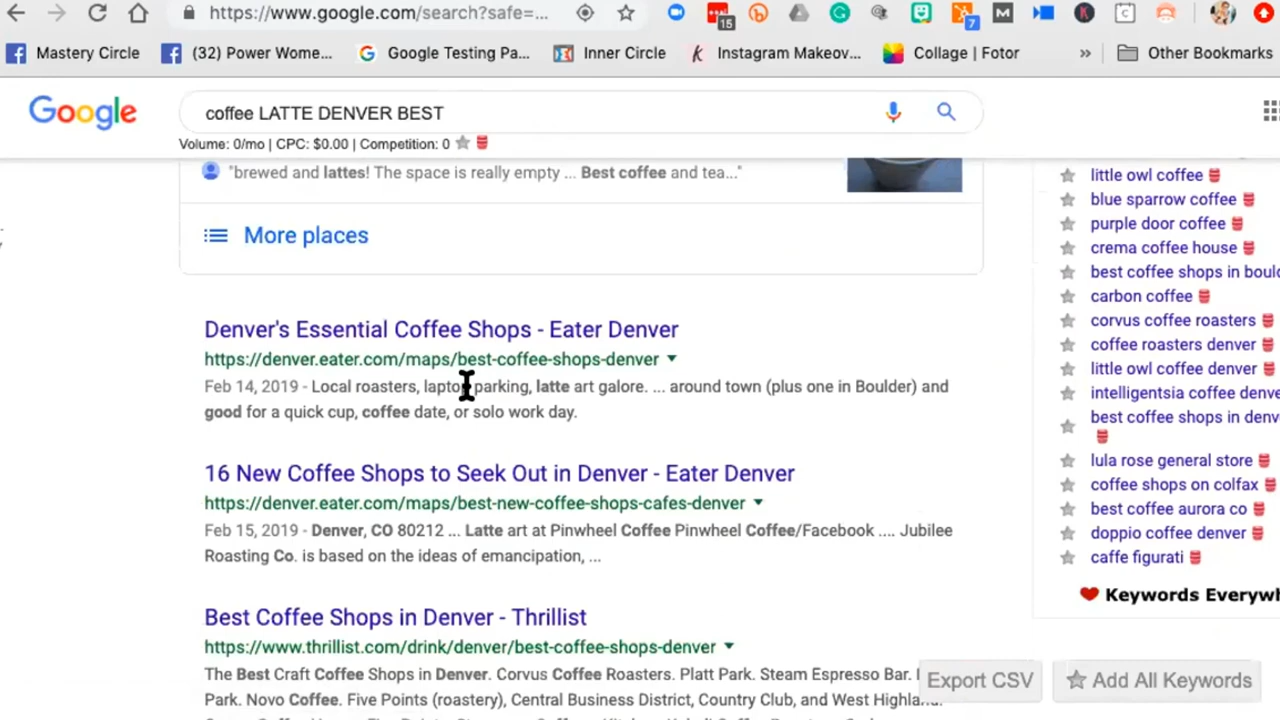 https://www.google.com/search?safe=...
15
7
Mastery Circle
(32) Power Wome...
Google Testing Pa...
Inner Circle
Instagram Makeov...
Collage | Fotor
»
Other Bookmarks
Google
coffee LATTE DENVER BEST
Volume: 0/mo | CPC: $0.00 | Competition: 0
"brewed and lattes! The space is really empty ... Best coffee and tea..."
More places
Denver's Essential Coffee Shops - Eater Denver
https://denver.eater.com/maps/best-coffee-shops-denver
Feb 14, 2019 - Local roasters, laptop parking, latte art galore. ... around town (plus one in Boulder) and
good for a quick cup, coffee date, or solo work day.
16 New Coffee Shops to Seek Out in Denver - Eater Denver
https://denver.eater.com/maps/best-new-coffee-shops-cafes-denver
Feb 15, 2019 - Denver, CO 80212 ... Latte art at Pinwheel Coffee Pinwheel Coffee/Facebook .... Jubilee
Roasting Co. is based on the ideas of emancipation, ...
Best Coffee Shops in Denver - Thrillist
https://www.thrillist.com/drink/denver/best-coffee-shops-denver
The Best Craft Coffee Shops in Denver. Corvus Coffee Roasters. Platt Park. Steam Espresso Bar.
Park. Novo Coffee. Five Points (roastery), Central Business District, Country Club, and West Highland.
little owl coffee
blue sparrow coffee
purple door coffee
crema coffee house
best coffee shops in boul
carbon coffee
corvus coffee roasters
coffee roasters denver
little owl coffee denver
intelligentsia coffee denve
best coffee shops in denv
lula rose general store
coffee shops on colfax
best coffee aurora co
doppio coffee denver
caffe figurati
Keywords Everywh
Export CSV
Add All Keywords